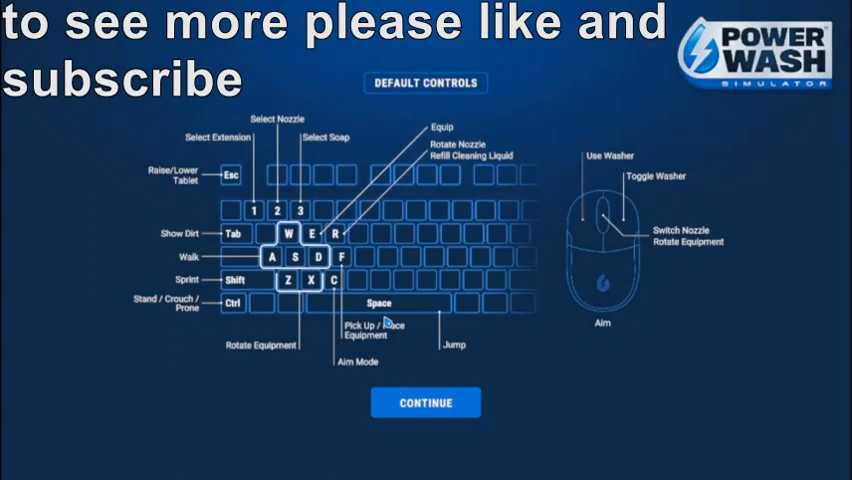 to see more please like and
subscribe
POWER
WASH
SIMULATOR
DEFAULT CONTROLS
Select Nozzle
Select Extension
Select Soap
Equip
Rotate Nozzle
Refill Cleaning Liquid
Raise/Lower
Tablet
Esc
1 2 3
Show Dirt
Tab
W E R
Walk
A S D F
Sprint
Shift
Z X C
Stand / Crouch /
Prone
Ctrl
Space
Pick Up /
Equipment
Rotate Equipment
Jump
Aim Mode
Use Washer
Toggle Washer
Switch Nozzle
Rotate Equipment
Aim
CONTINUE